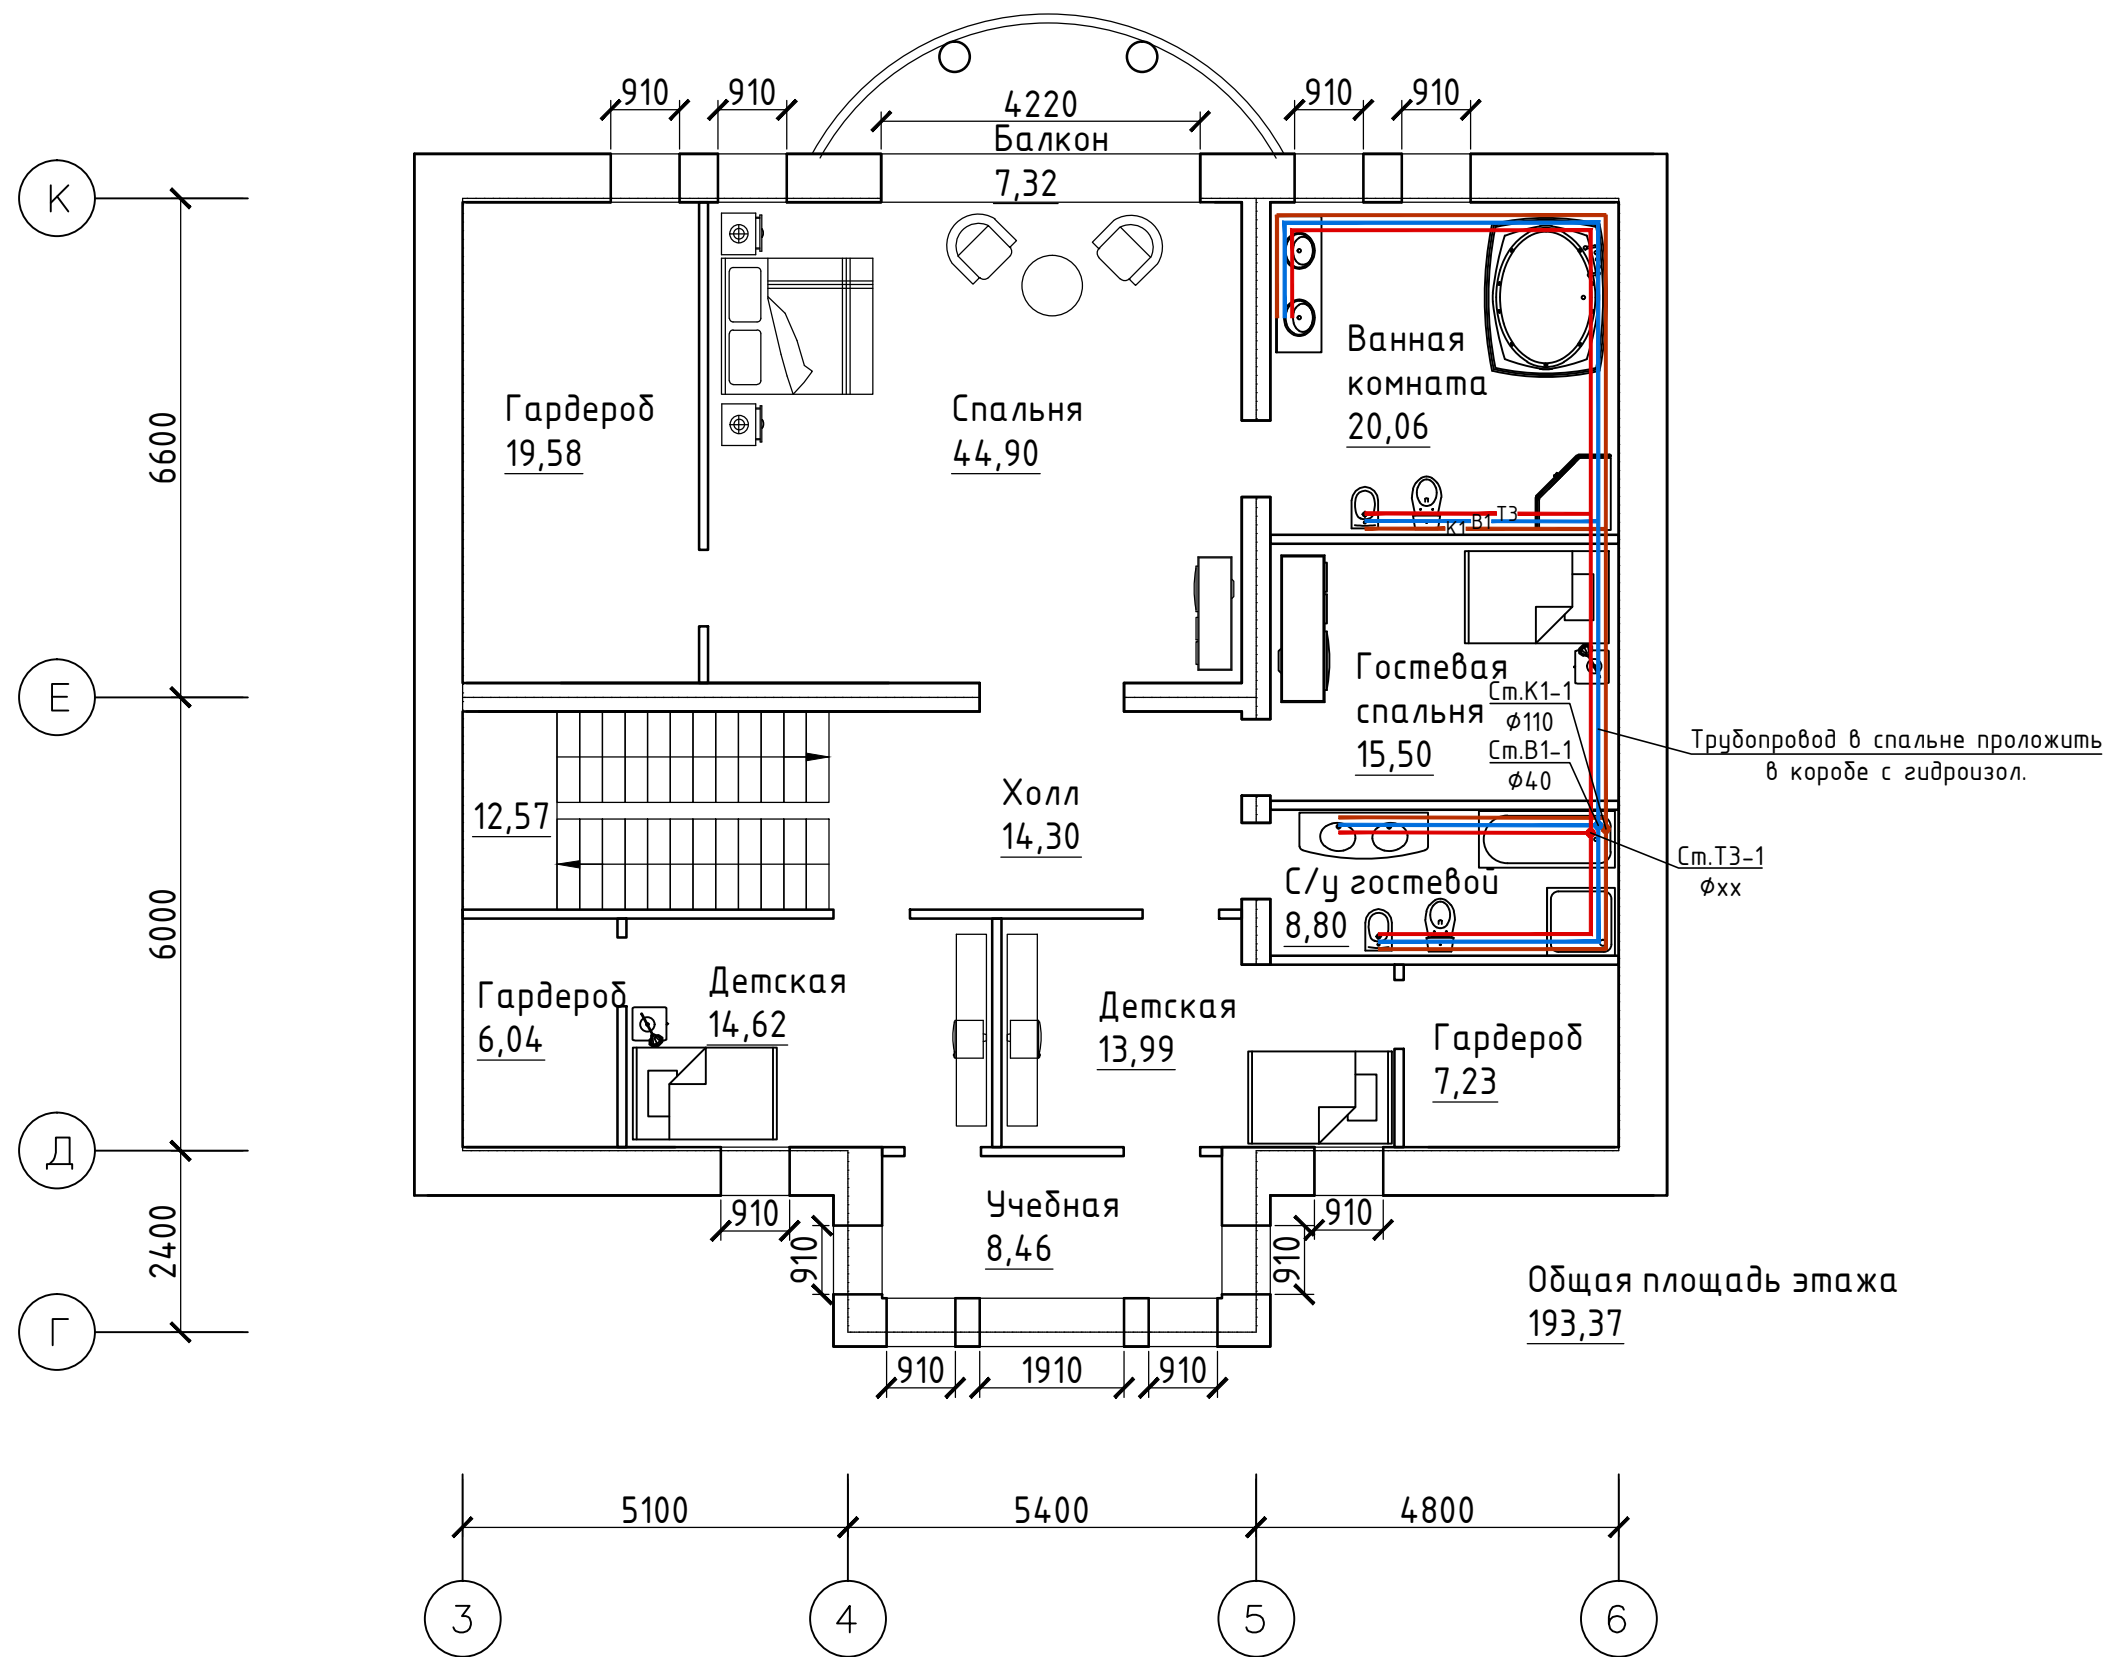 910
910
4220
910
910
Балкон
7,32
К
Ванная
комната
20,06
Гардероб
19,58
Спальня
44,90
6600
Т3
В1
К1
Е
Гостевая
спальня
15,50
Ст.К1-1
Ø110
Ст.В1-1
Ø40
Трубопровод в спальне проложить
в коробе с гидроизол.
12,57
Холл
14,30
Ст.Т3-1
Øхх
С/у гостевой
8,80
6000
Гардероб
6,04
Детская
14,62
Детская
13,99
Гардероб
7,23
Д
Учебная
8,46
910
910
910
910
2400
Общая площадь этажа
193,37
Г
910
1910
910
5100
5400
4800
3
4
5
6